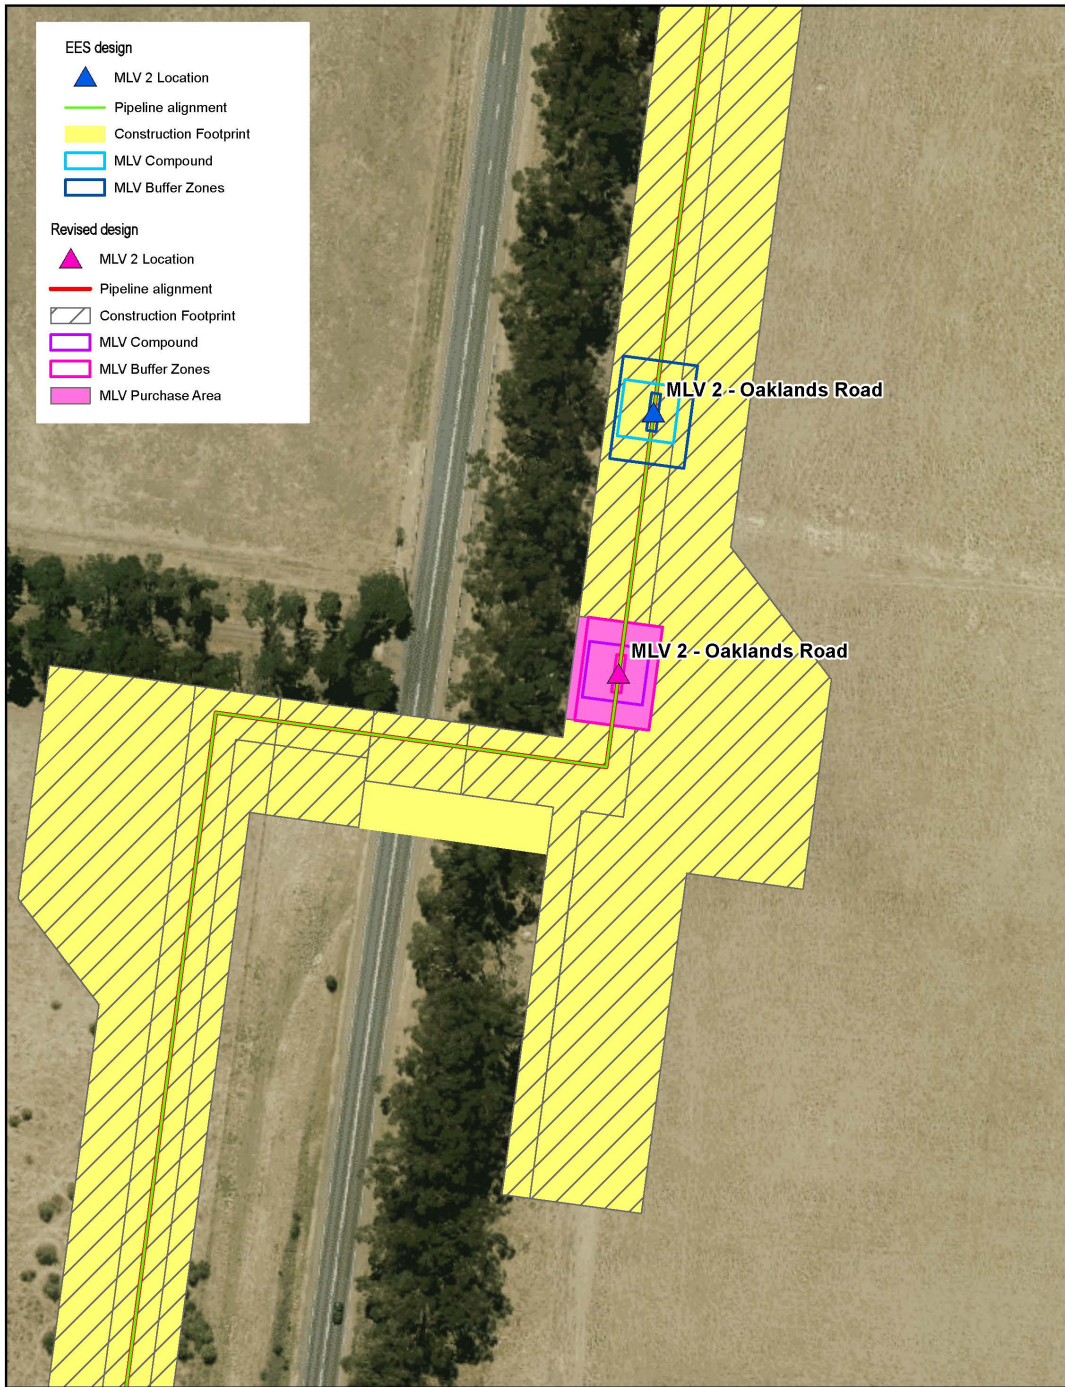 EES design
MLV 2 Location
Pipeline alignment
Construction Footprint
MLV Compound
MLV Buffer Zones
Revised design
MLV 2 Location
Pipeline alignment
Construction Footprint
MLV Compound
MLV Buffer Zones
MLV Purchase Area
MLV 2 - Oaklands Road
MLV 2 - Oaklands Road